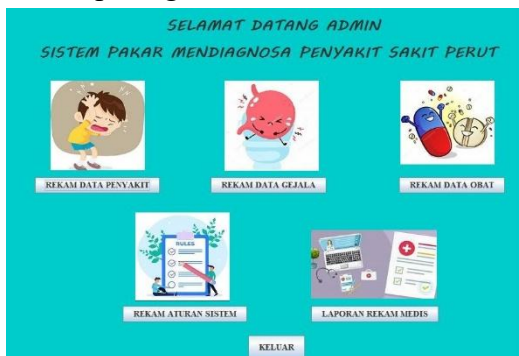 SELAMAT DATANG ADMIN
SISTEM PAKAR MENDIAGNOSA PENYAKIT SAKIT PERUT
REKAM DATA PENYAKIT
REKAM DATA GEJALA
REKAM DATA OBAT
RULES
REKAM ATURAN SISTEM
LAPORAN REKAM MEDIS
KELUAR